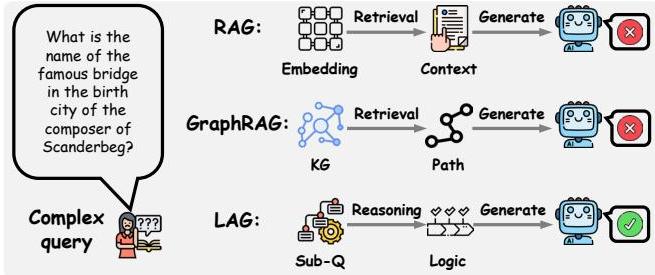 What is the
name of the
famous bridge
in the birth
city of the
composer of
Scanderbeg?
Complex
query
???
RAG:
Retrieval
Generate
Embedding
Context
AI
GraphRAG:
Retrieval
Generate
KG
Path
AI
LAG:
Reasoning
Generate
Sub-Q
Logic
AI